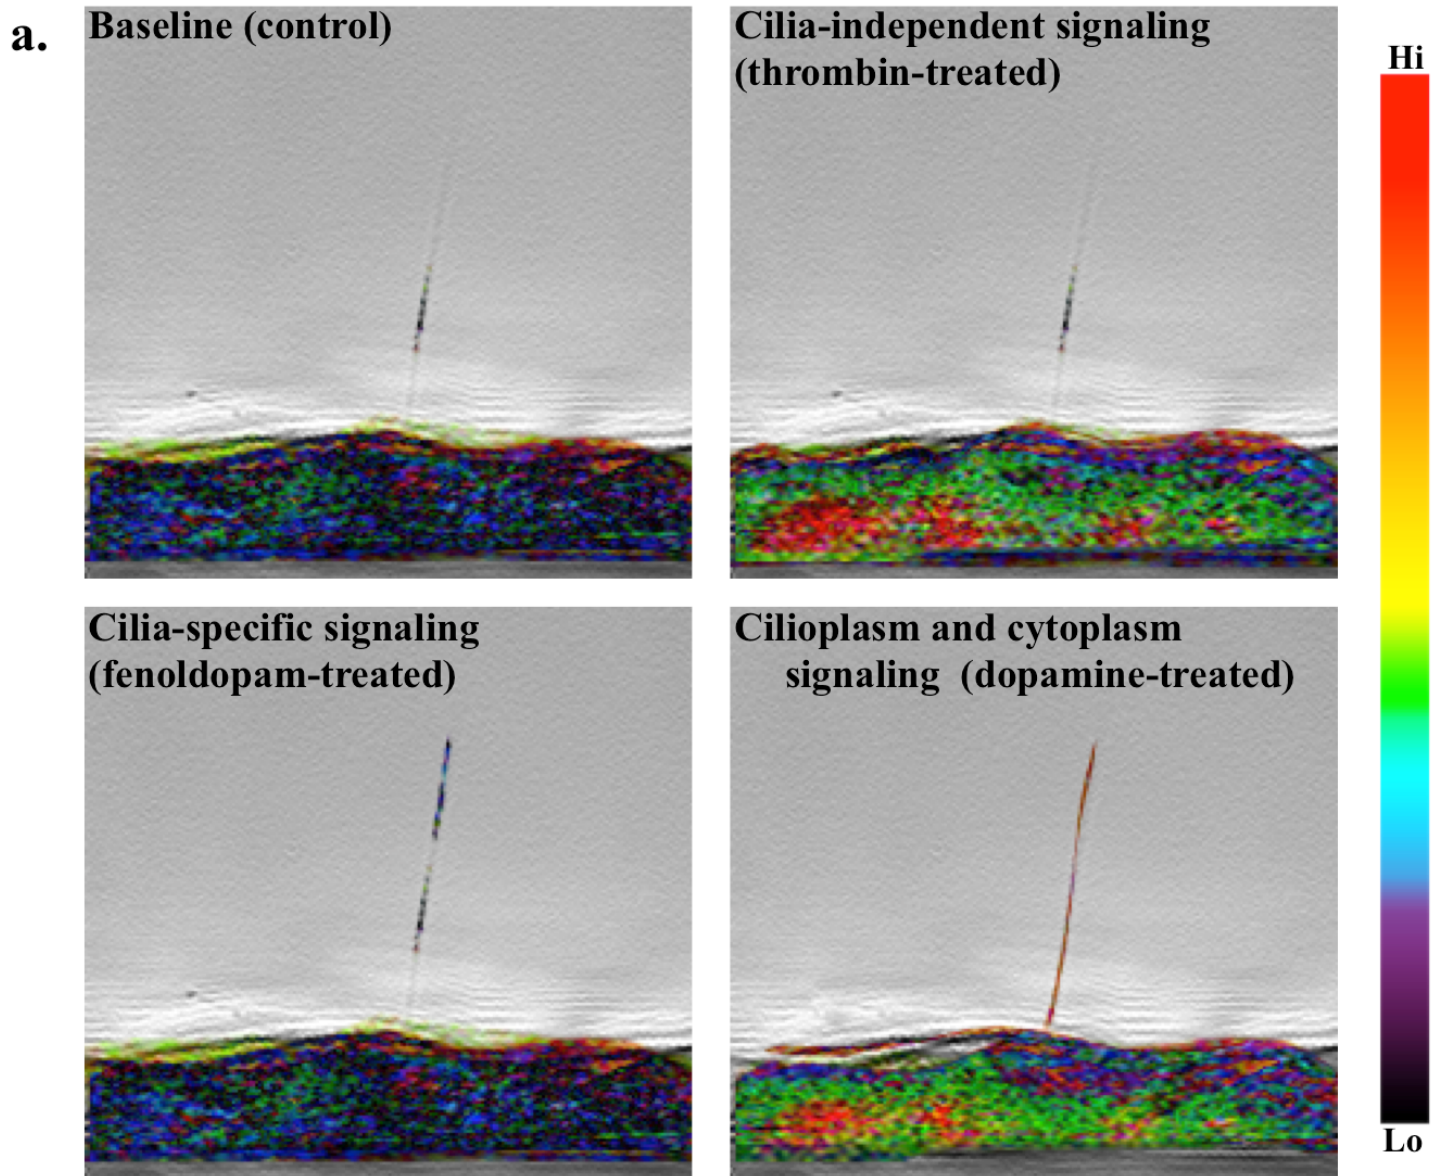 a.
Baseline (control)
Cilia-independent signaling
(thrombin-treated)
Hi
Cilia-specific signaling
(fenoldopam-treated)
Cilioplasm and cytoplasm
signaling (dopamine-treated)
Lo